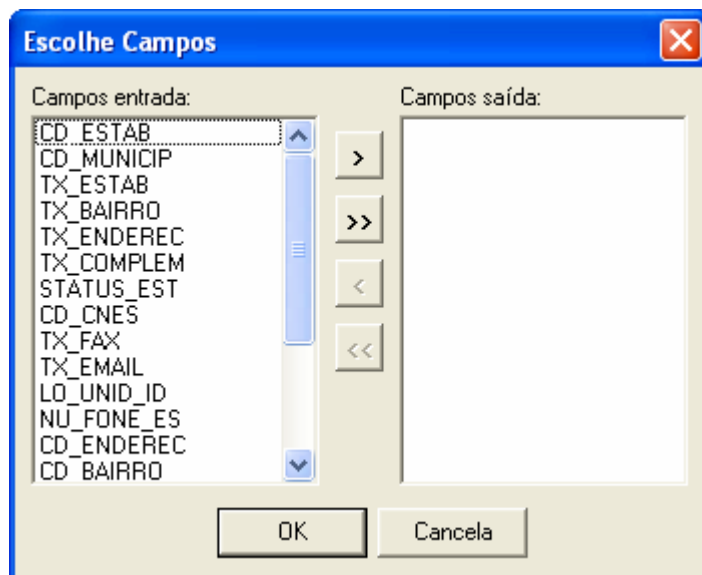 Escolhe Campos
Campos entrada:
Campos saída:
CD_ESTAB
CD_MUNICIP
TX_ESTAB
TX_BAIRRO
TX_ENDEREC
TX_COMPLEM
STATUS_EST
CD_CNES
TX_FAX
TX_EMAIL
LO_UNID_ID
NU_FONE_ES
CD_ENDEREC
CD_BAIRRO
>
>>
<
<<
OK
Cancela